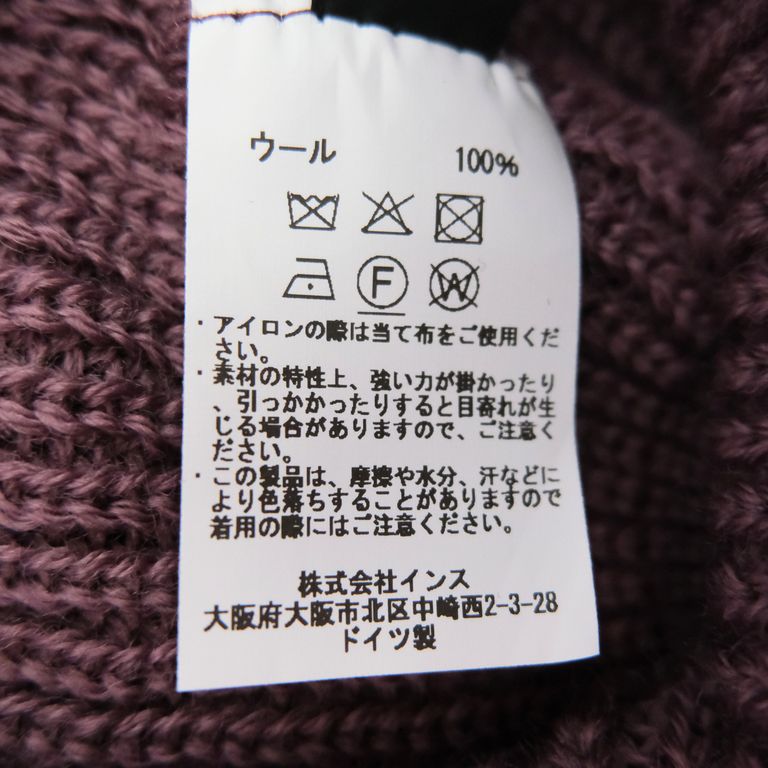 ウール 100%
F W
・アイロンの際は当て布をご使用くだ
さい。
・素材の特性上、強い力が掛かったり
、引っかかったりすると目寄れが生
じる場合がありますので、ご注意く
ださい。
・この製品は、摩擦や水分、汗などに
より色落ちすることがありますので
着用の際にはご注意ください。
株式会社インス
大阪府大阪市北区中崎西2-3-28
ドイツ製